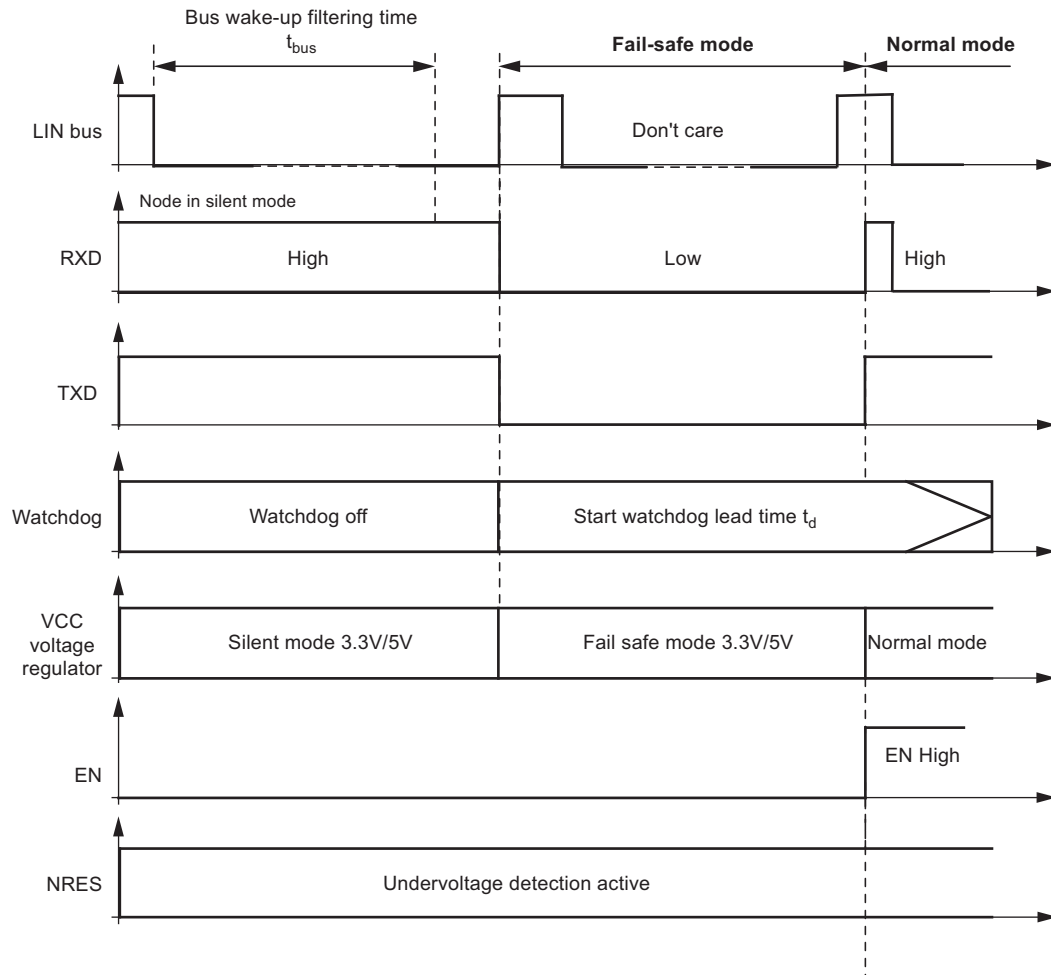 Bus wake-up filtering time
tbus
Fail-safe mode
Normal mode
LIN bus
Don't care
Node in silent mode
RXD
High
Low
High
TXD
Watchdog
Watchdog off
Start watchdog lead time td
VCC
voltage
regulator
Silent mode 3.3V/5V
Fail safe mode 3.3V/5V
Normal mode
EN
EN High
NRES
Undervoltage detection active